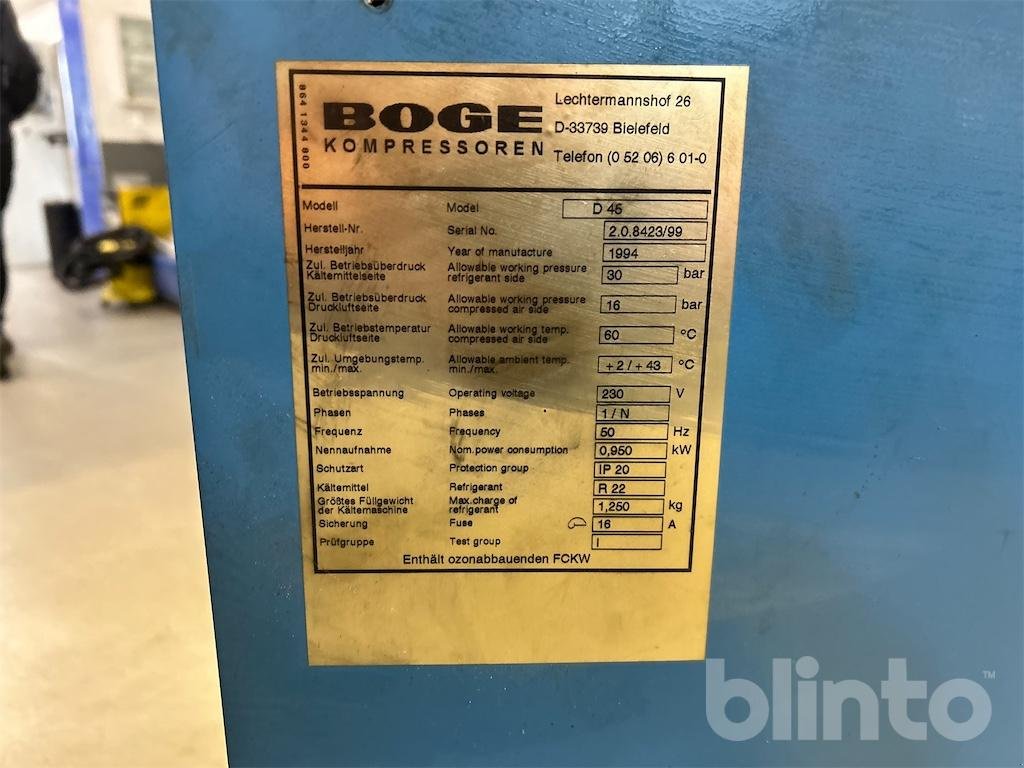 864 1344 800
BOGE
KOMPRESSOREN
Lechtermannshof 26
D-33739 Bielefeld
Telefon (0 52 06) 6 01-0
Modell Model D 45
Herstell-Nr. Serial No. 2.0.8423/99
Herstelljahr Year of manufacture 1994
Zul. Betriebsüberdruck Allowable working pressure
Kältemittelseite refrigerant side 30 bar
Zul. Betriebsüberdruck Allowable working pressure
Druckluftseite compressed air side 16 bar
Zul. Betriebstemperatur Allowable working temp.
Druckluftseite compressed air side 60 °C
Zul. Umgebungstemp. Allowable ambient temp.
min./max. min./max. +2 / +43 °C
Betriebsspannung Operating voltage 230 V
Phasen Phases 1 / N
Frequenz Frequency 50 Hz
Nennaufnahme Nom.power consumption 0,950 kW
Schutzart Protection group IP 20
Kältemittel Refrigerant R 22
Größtes Füllgewicht Max.charge of
der Kältemaschine refrigerant 1,250 kg
Sicherung Fuse 16 A
Prüfgruppe Test group I
Enthält ozonabbauenden FCKW
blinto™